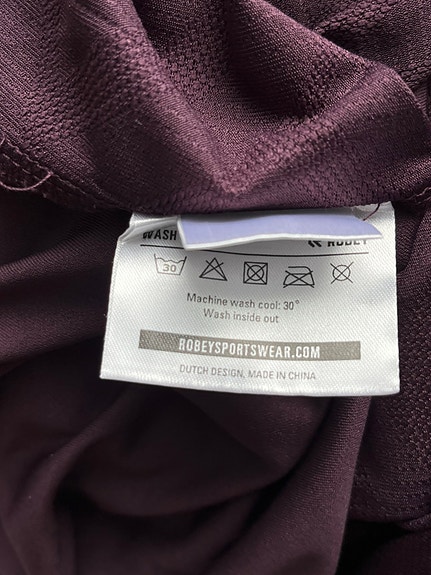 WASH
ROBEY
30
Machine wash cool: 30°
Wash inside out
ROBEYSPORTSWEAR.COM
DUTCH DESIGN, MADE IN CHINA